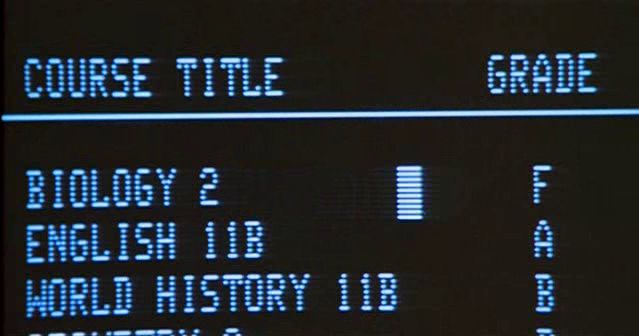 COURSE TITLE GRADE
BIOLOGY 2 F
ENGLISH 11B A
WORLD HISTORY 11B B